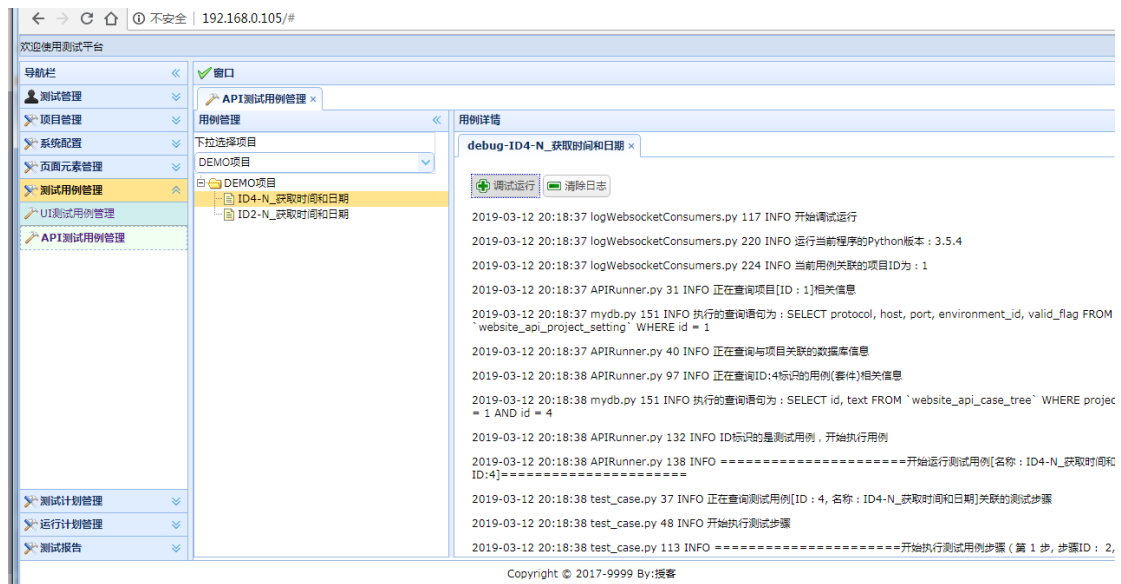 不安全 | 192.168.0.105/#
欢迎使用测试平台
导航栏
测试管理
项目管理
系统配置
页面元素管理
测试用例管理
UI测试用例管理
API测试用例管理
测试计划管理
运行计划管理
测试报告
窗口
API测试用例管理
用例管理
下拉选择项目
DEMO项目
DEMO项目
ID4-N_获取时间和日期
ID2-N_获取时间和日期
用例详情
debug-ID4-N_获取时间和日期
调试运行 清除日志
2019-03-12 20:18:37 logWebsocketConsumers.py 117 INFO 开始调试运行
2019-03-12 20:18:37 logWebsocketConsumers.py 220 INFO 运行当前程序的Python版本：3.5.4
2019-03-12 20:18:37 logWebsocketConsumers.py 224 INFO 当前用例关联的项目ID为：1
2019-03-12 20:18:37 APIRunner.py 31 INFO 正在查询项目[ID：1]相关信息
2019-03-12 20:18:37 mydb.py 151 INFO 执行的查询语句为：SELECT protocol, host, port, environment_id, valid_flag FROM
`website_api_project_setting` WHERE id = 1
2019-03-12 20:18:37 APIRunner.py 40 INFO 正在查询与项目关联的数据库信息
2019-03-12 20:18:38 APIRunner.py 97 INFO 正在查询ID:4标识的用例(套件)相关信息
2019-03-12 20:18:38 mydb.py 151 INFO 执行的查询语句为：SELECT id, text FROM `website_api_case_tree` WHERE projec
= 1 AND id = 4
2019-03-12 20:18:38 APIRunner.py 132 INFO ID标识的是测试用例，开始执行用例
2019-03-12 20:18:38 APIRunner.py 138 INFO ======================开始运行测试用例[名称：ID4-N_获取时间和
ID:4]======================
2019-03-12 20:18:38 test_case.py 37 INFO 正在查询测试用例[ID：4, 名称：ID4-N_获取时间和日期]关联的测试步骤
2019-03-12 20:18:38 test_case.py 48 INFO 开始执行测试步骤
2019-03-12 20:18:38 test_case.py 113 INFO ======================开始执行测试用例步骤 ( 第 1 步, 步骤ID： 2,
Copyright © 2017-9999 By:授客